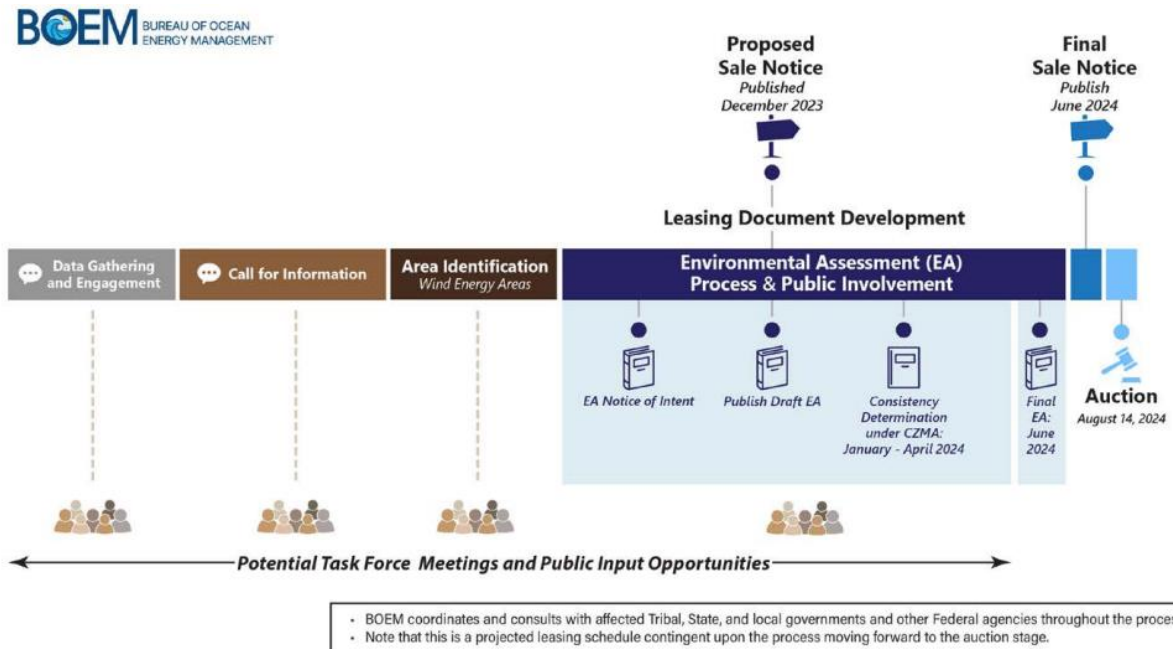 BOEM BUREAU OF OCEAN
ENERGY MANAGEMENT
Proposed
Sale Notice
Published
December 2023
Final
Sale Notice
Publish
June 2024
Leasing Document Development
Data Gathering
and Engagement
Call for Information
Area Identification
Wind Energy Areas
Environmental Assessment (EA)
Process & Public Involvement
EA Notice of Intent
Publish Draft EA
Consistency
Determination
under CZMA:
January - April 2024
Final
EA:
June
2024
Auction
August 14, 2024
Potential Task Force Meetings and Public Input Opportunities
• BOEM coordinates and consults with affected Tribal, State, and local governments and other Federal agencies throughout the proce
• Note that this is a projected leasing schedule contingent upon the process moving forward to the auction stage.